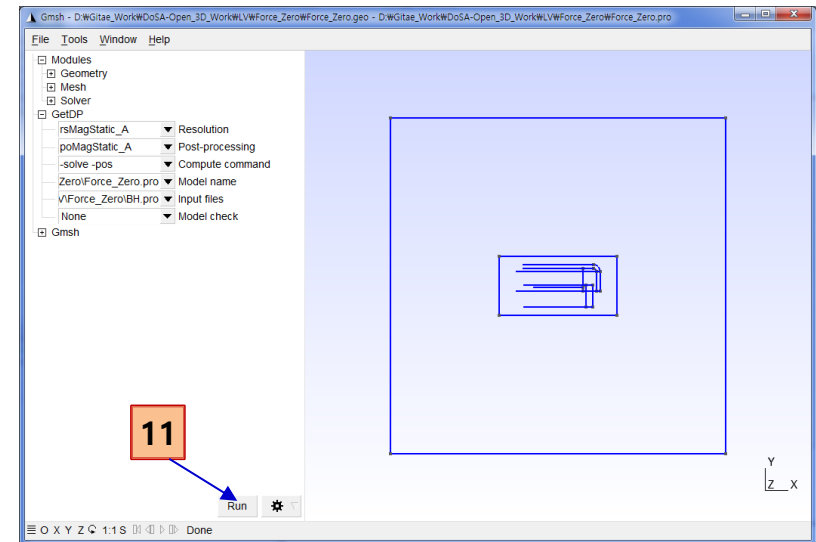 Gmsh - D:₩Gitae_Work₩DoSA-Open_3D_Work₩LV₩Force_Zero₩Force_Zero.geo - D:₩Gitae_Work₩DoSA-Open_3D_Work₩LV₩Force_Zero₩Force_Zero.pro
File Tools Window Help
Modules
Geometry
Mesh
Solver
GetDP
rsMagStatic_A Resolution
poMagStatic_A Post-processing
-solve -pos Compute command
Zero\Force_Zero.pro Model name
V\Force_Zero\BH.pro Input files
None Model check
Gmsh
11
Y
Z X
Run
O X Y Z 1:1 S Done